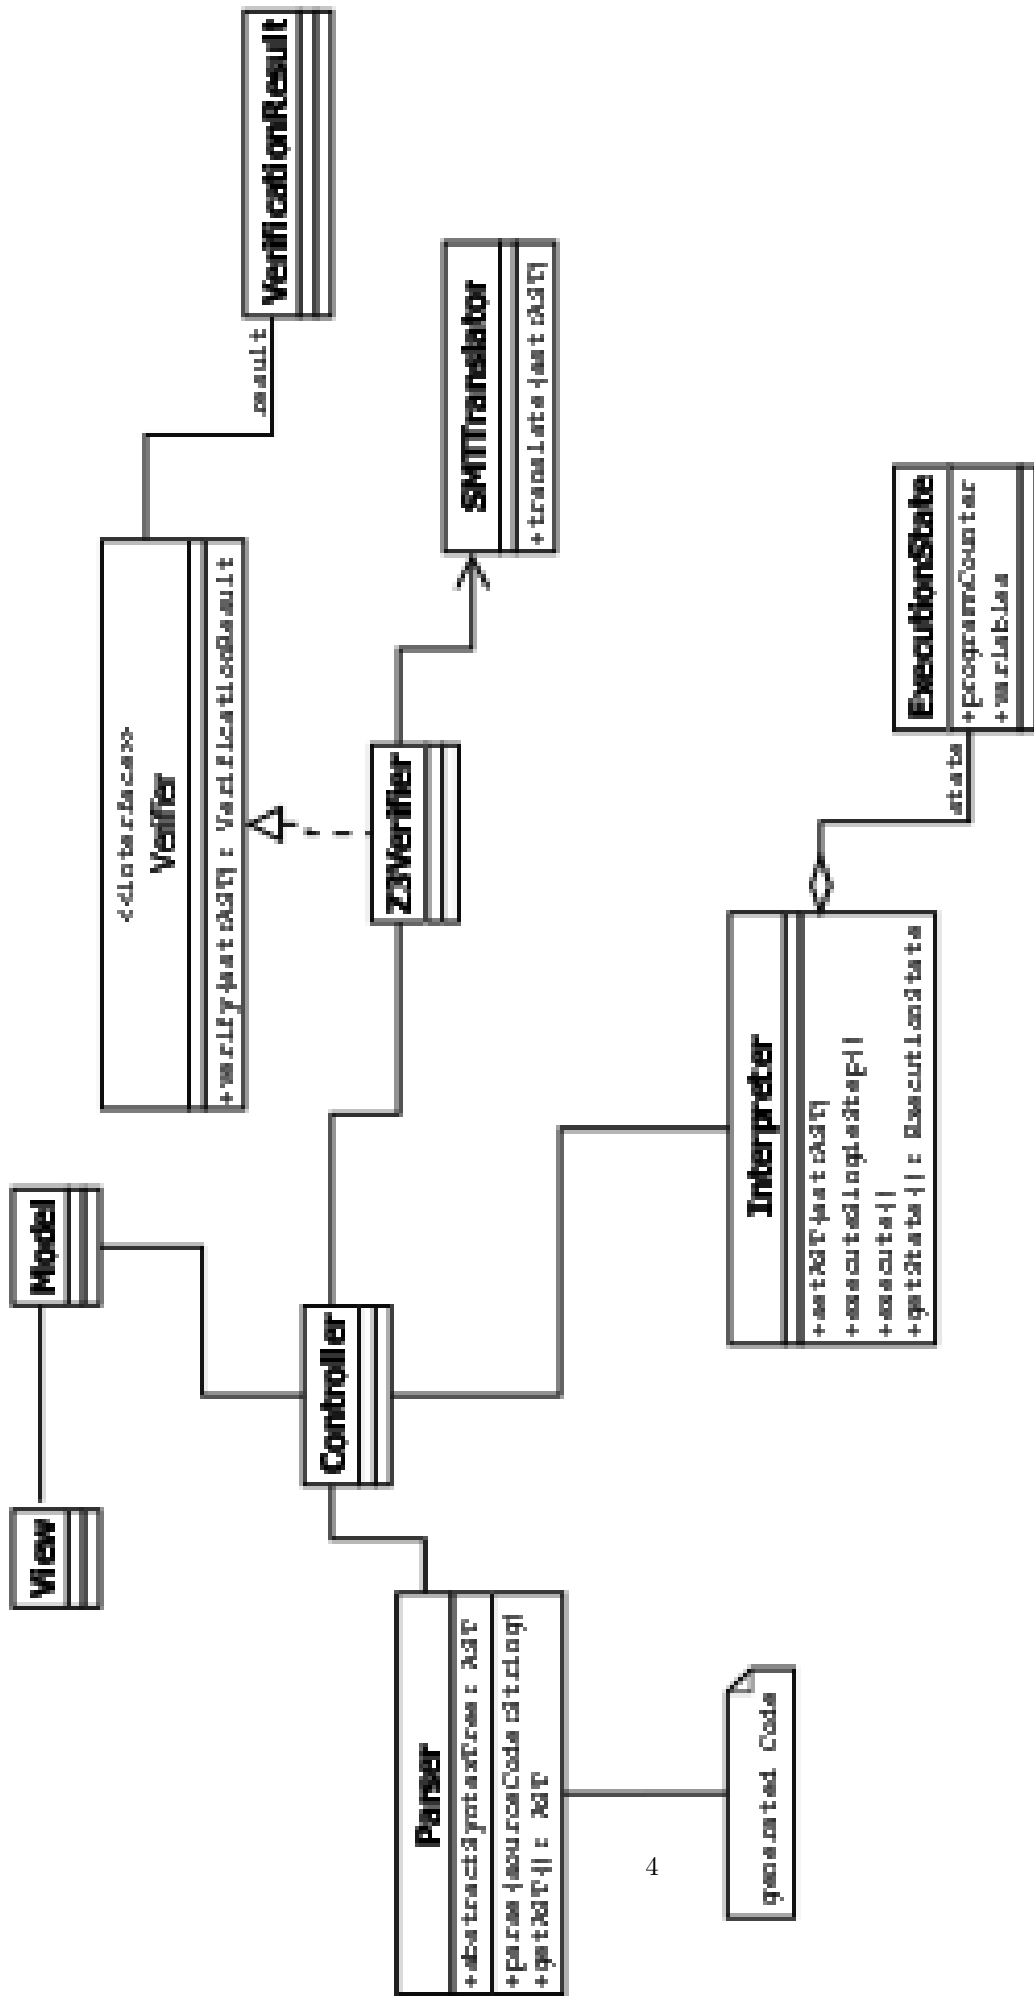 View
Model
<<interface>>
Verifier
+verify(ast:AST): VerificationResult
result
VerificationResult
Controller
Z3Verifier
SMTTranslator
+translate(ast:AST)
Parser
+abstractSyntaxTree: AST
+parse(sourceCode:String)
+getAST(): AST
generated Code
Interpreter
+setAST(ast:AST)
+executeSingleStep()
+execute()
+getState(): ExecutionState
state
ExecutionState
+programCounter
+variables
4